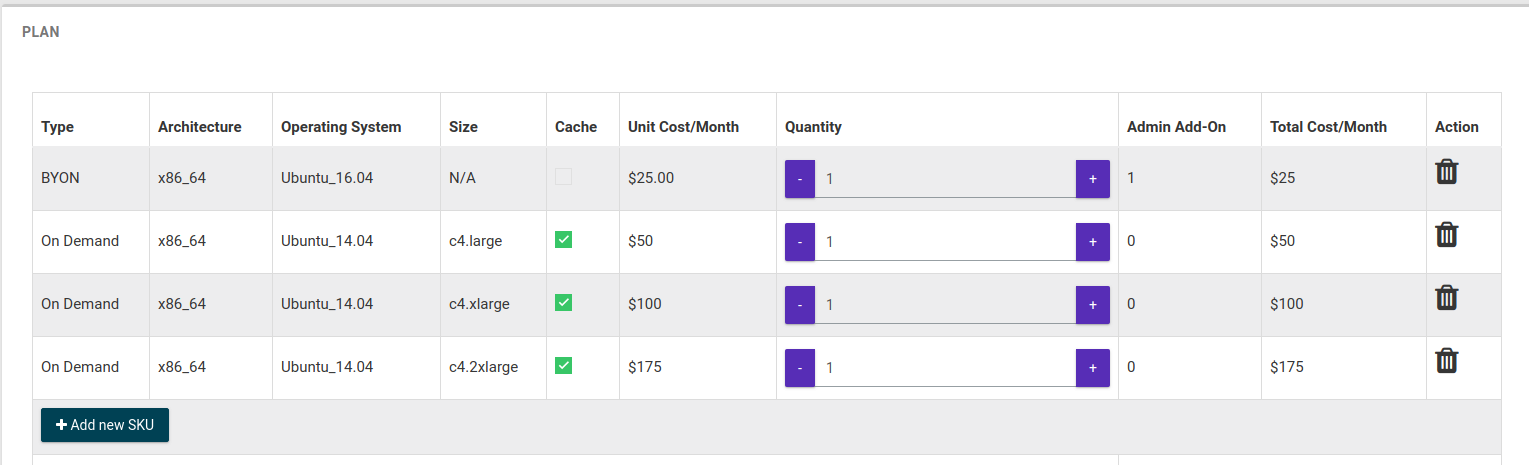 PLAN
Type Architecture Operating System Size Cache Unit Cost/Month Quantity Admin Add-On Total Cost/Month Action
BYON x86_64 Ubuntu_16.04 N/A $25.00 - 1 + 1 $25
On Demand x86_64 Ubuntu_14.04 c4.large $50 - 1 + 0 $50
On Demand x86_64 Ubuntu_14.04 c4.xlarge $100 - 1 + 0 $100
On Demand x86_64 Ubuntu_14.04 c4.2xlarge $175 - 1 + 0 $175
+ Add new SKU